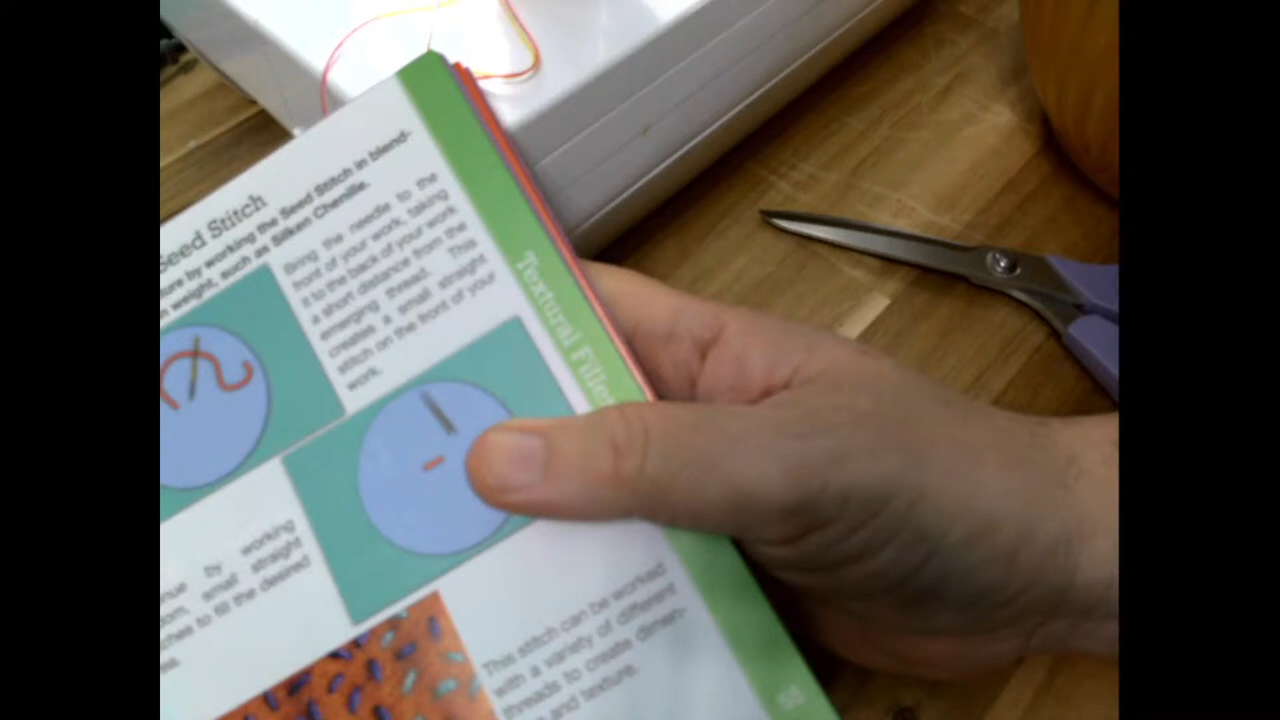 Seed Stitch
ture by working the Seed Stitch in blend-
n weight, such as Silken Chenille.
Bring the needle to the
front of your work, taking
it to the back of your work
a short distance from the
emerging thread. This
creates a small straight
stitch on the front of your
work.
Textural Filler
nue by working
om, small straight
ches to fill the desired
This stitch can be worked
with a variety of different
threads to create dimen-
and texture.